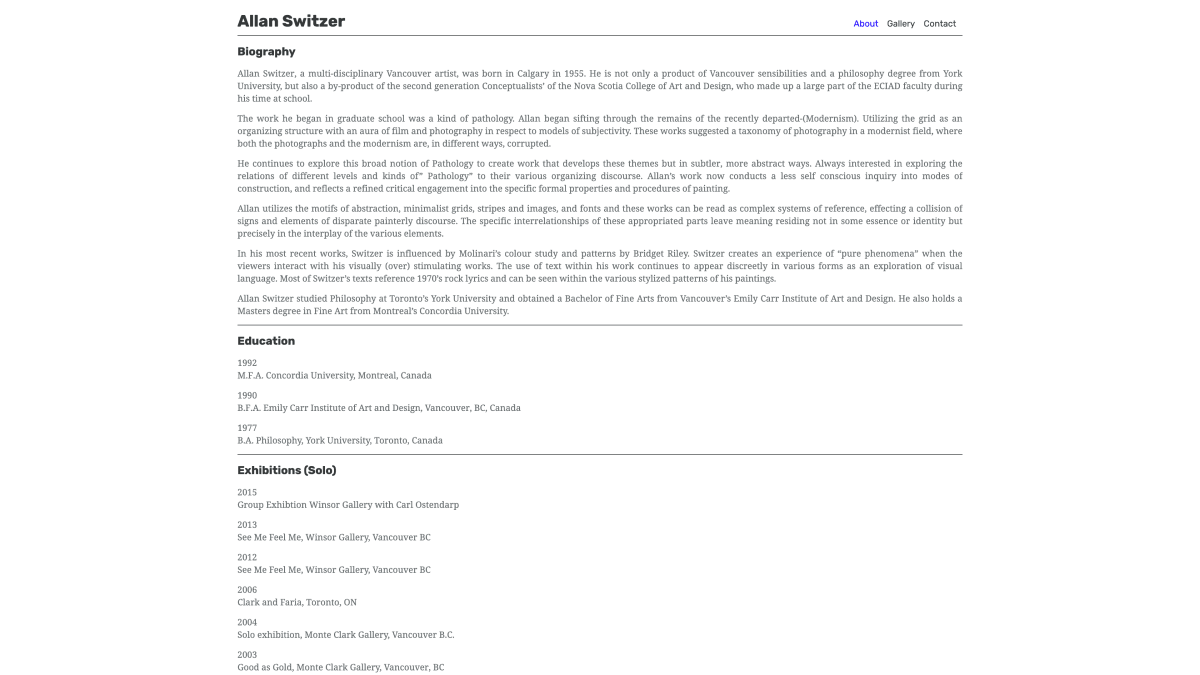 Allan Switzer
About Gallery Contact
Biography
Allan Switzer, a multi-disciplinary Vancouver artist, was born in Calgary in 1955. He is not only a product of Vancouver sensibilities and a philosophy degree from York
University, but also a by-product of the second generation Conceptualists’ of the Nova Scotia College of Art and Design, who made up a large part of the ECIAD faculty during
his time at school.
The work he began in graduate school was a kind of pathology. Allan began sifting through the remains of the recently departed-(Modernism). Utilizing the grid as an
organizing structure with an aura of film and photography in respect to models of subjectivity. These works suggested a taxonomy of photography in a modernist field, where
both the photographs and the modernism are, in different ways, corrupted.
He continues to explore this broad notion of Pathology to create work that develops these themes but in subtler, more abstract ways. Always interested in exploring the
relations of different levels and kinds of” Pathology” to their various organizing discourse. Allan’s work now conducts a less self conscious inquiry into modes of
construction, and reflects a refined critical engagement into the specific formal properties and procedures of painting.
Allan utilizes the motifs of abstraction, minimalist grids, stripes and images, and fonts and these works can be read as complex systems of reference, effecting a collision of
signs and elements of disparate painterly discourse. The specific interrelationships of these appropriated parts leave meaning residing not in some essence or identity but
precisely in the interplay of the various elements.
In his most recent works, Switzer is influenced by Molinari’s colour study and patterns by Bridget Riley. Switzer creates an experience of “pure phenomena” when the
viewers interact with his visually (over) stimulating works. The use of text within his work continues to appear discreetly in various forms as an exploration of visual
language. Most of Switzer’s texts reference 1970’s rock lyrics and can be seen within the various stylized patterns of his paintings.
Allan Switzer studied Philosophy at Toronto’s York University and obtained a Bachelor of Fine Arts from Vancouver’s Emily Carr Institute of Art and Design. He also holds a
Masters degree in Fine Art from Montreal’s Concordia University.
Education
1992
M.F.A. Concordia University, Montreal, Canada
1990
B.F.A. Emily Carr Institute of Art and Design, Vancouver, BC, Canada
1977
B.A. Philosophy, York University, Toronto, Canada
Exhibitions (Solo)
2015
Group Exhibtion Winsor Gallery with Carl Ostendarp
2013
See Me Feel Me, Winsor Gallery, Vancouver BC
2012
See Me Feel Me, Winsor Gallery, Vancouver BC
2006
Clark and Faria, Toronto, ON
2004
Solo exhibition, Monte Clark Gallery, Vancouver B.C.
2003
Good as Gold, Monte Clark Gallery, Vancouver, BC